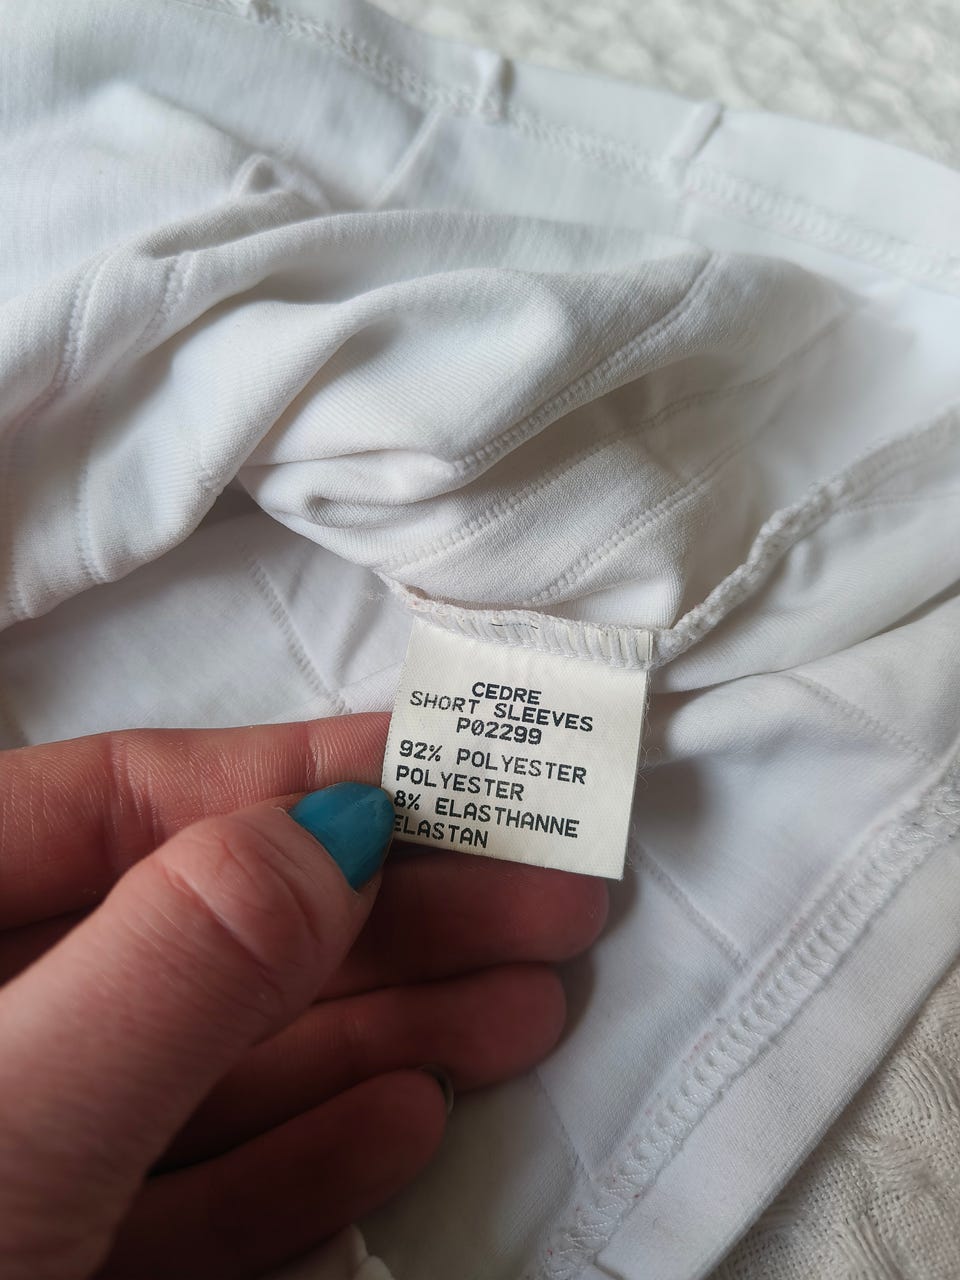 CEDRE
SHORT SLEEVES
P02299
92% POLYESTER
POLYESTER
8% ELASTHANNE
ELASTAN